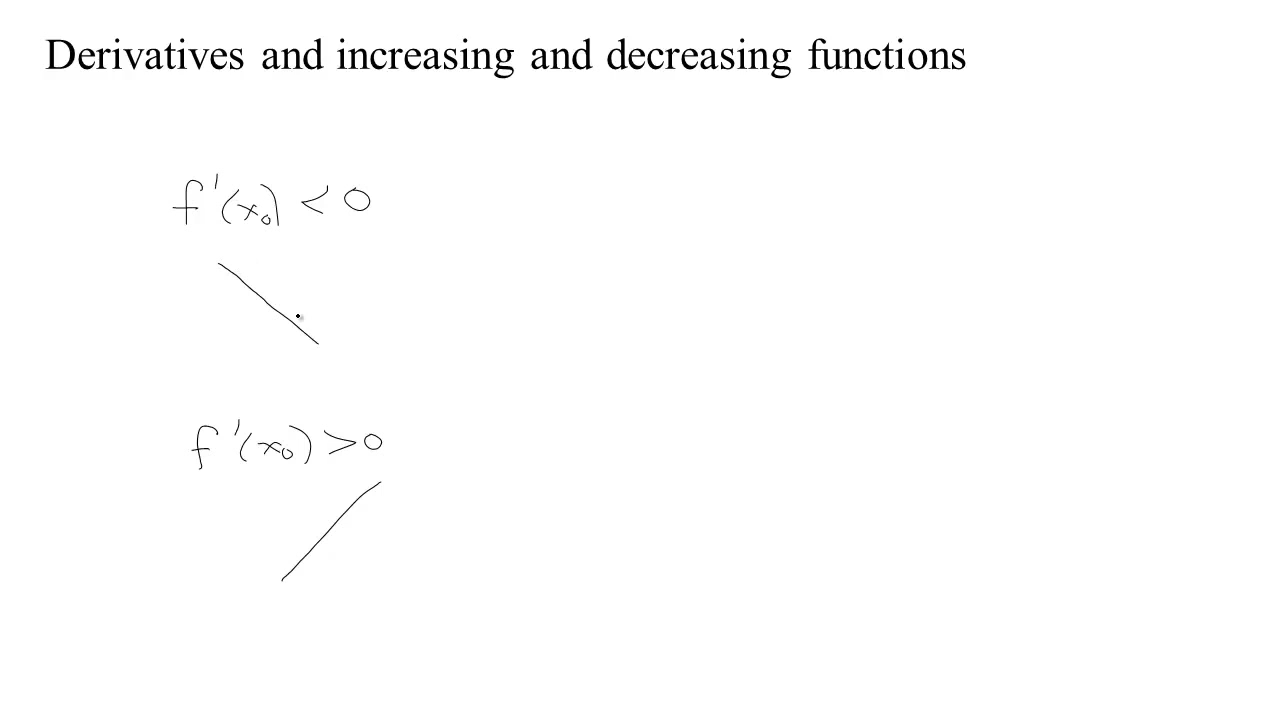 Derivatives and increasing and decreasing functions
f'(x₀) < 0
f'(x₀) > 0